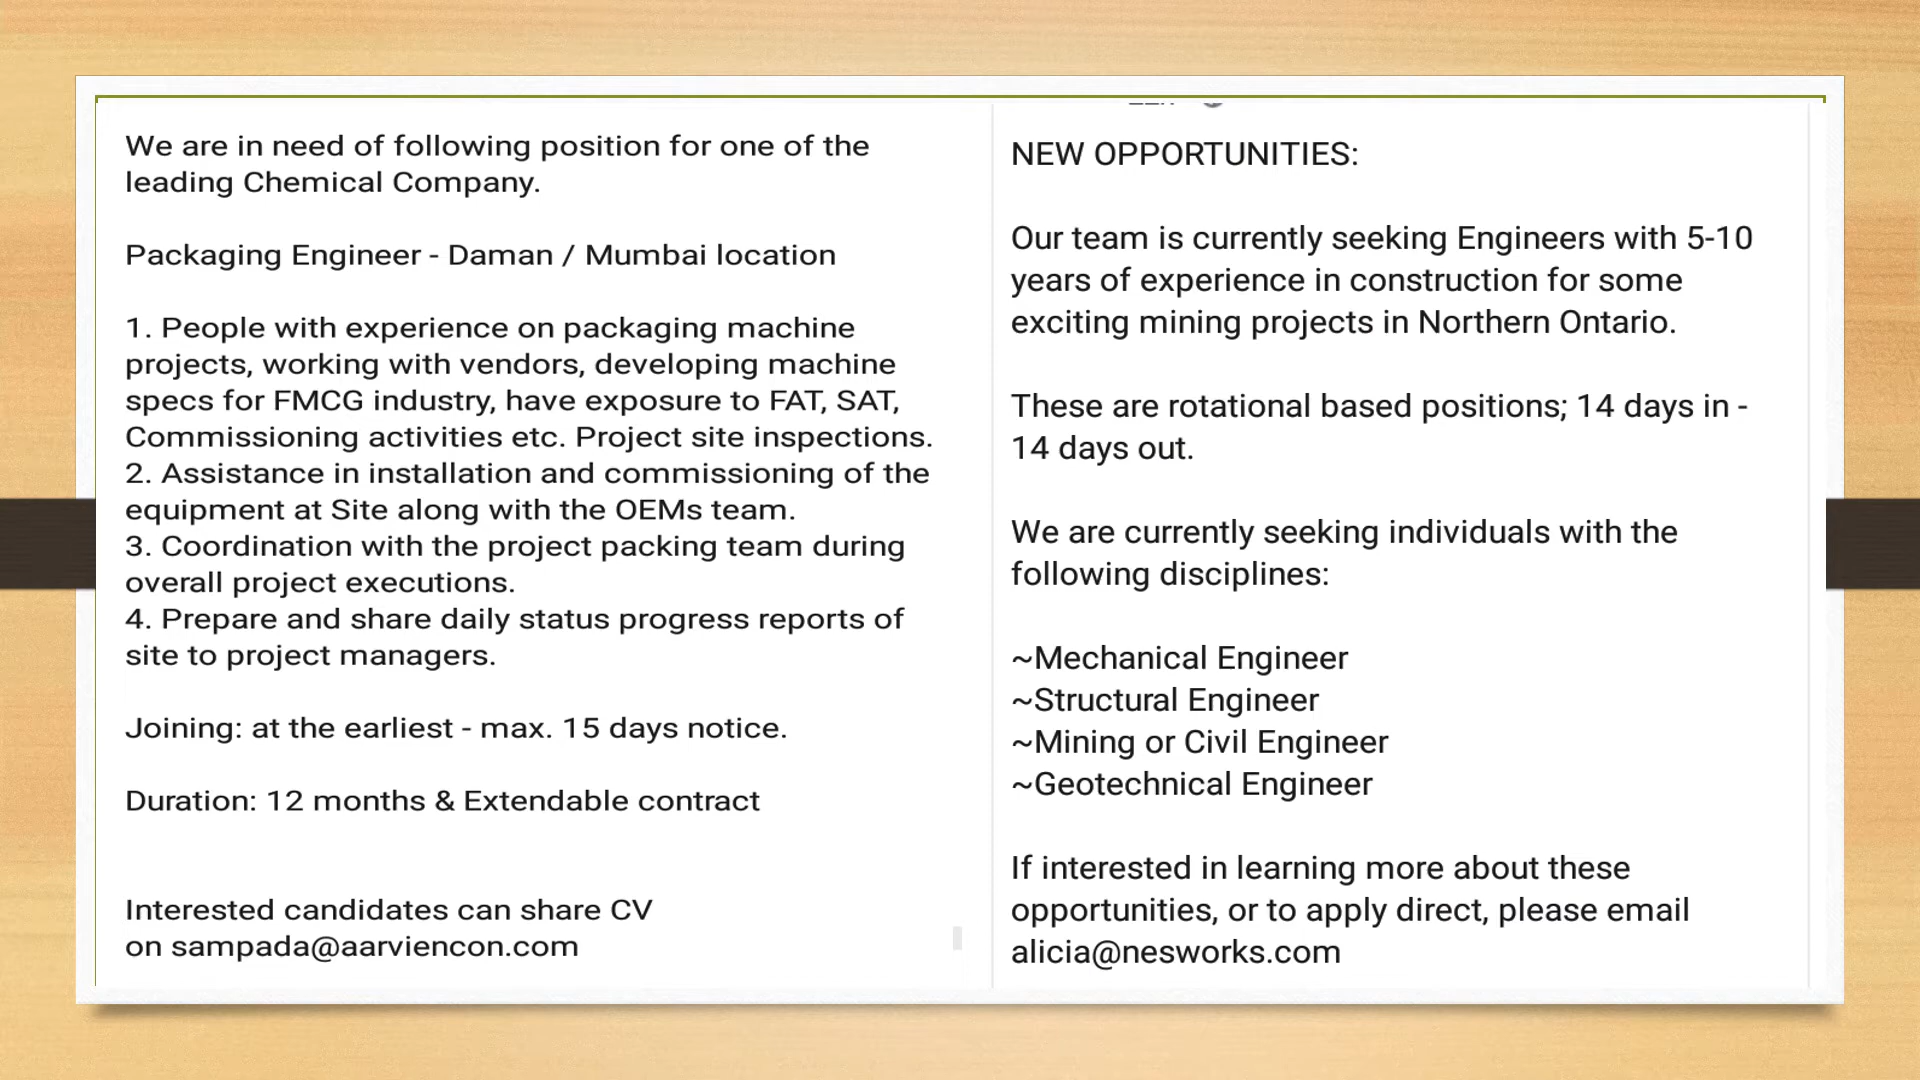 We are in need of following position for one of the
leading Chemical Company.
Packaging Engineer - Daman / Mumbai location
1. People with experience on packaging machine
projects, working with vendors, developing machine
specs for FMCG industry, have exposure to FAT, SAT,
Commissioning activities etc. Project site inspections.
2. Assistance in installation and commissioning of the
equipment at Site along with the OEMs team.
3. Coordination with the project packing team during
overall project executions.
4. Prepare and share daily status progress reports of
site to project managers.
Joining: at the earliest - max. 15 days notice.
Duration: 12 months & Extendable contract
Interested candidates can share CV
on sampada@aarviencon.com
NEW OPPORTUNITIES:
Our team is currently seeking Engineers with 5-10
years of experience in construction for some
exciting mining projects in Northern Ontario.
These are rotational based positions; 14 days in -
14 days out.
We are currently seeking individuals with the
following disciplines:
~Mechanical Engineer
~Structural Engineer
~Mining or Civil Engineer
~Geotechnical Engineer
If interested in learning more about these
opportunities, or to apply direct, please email
alicia@nesworks.com